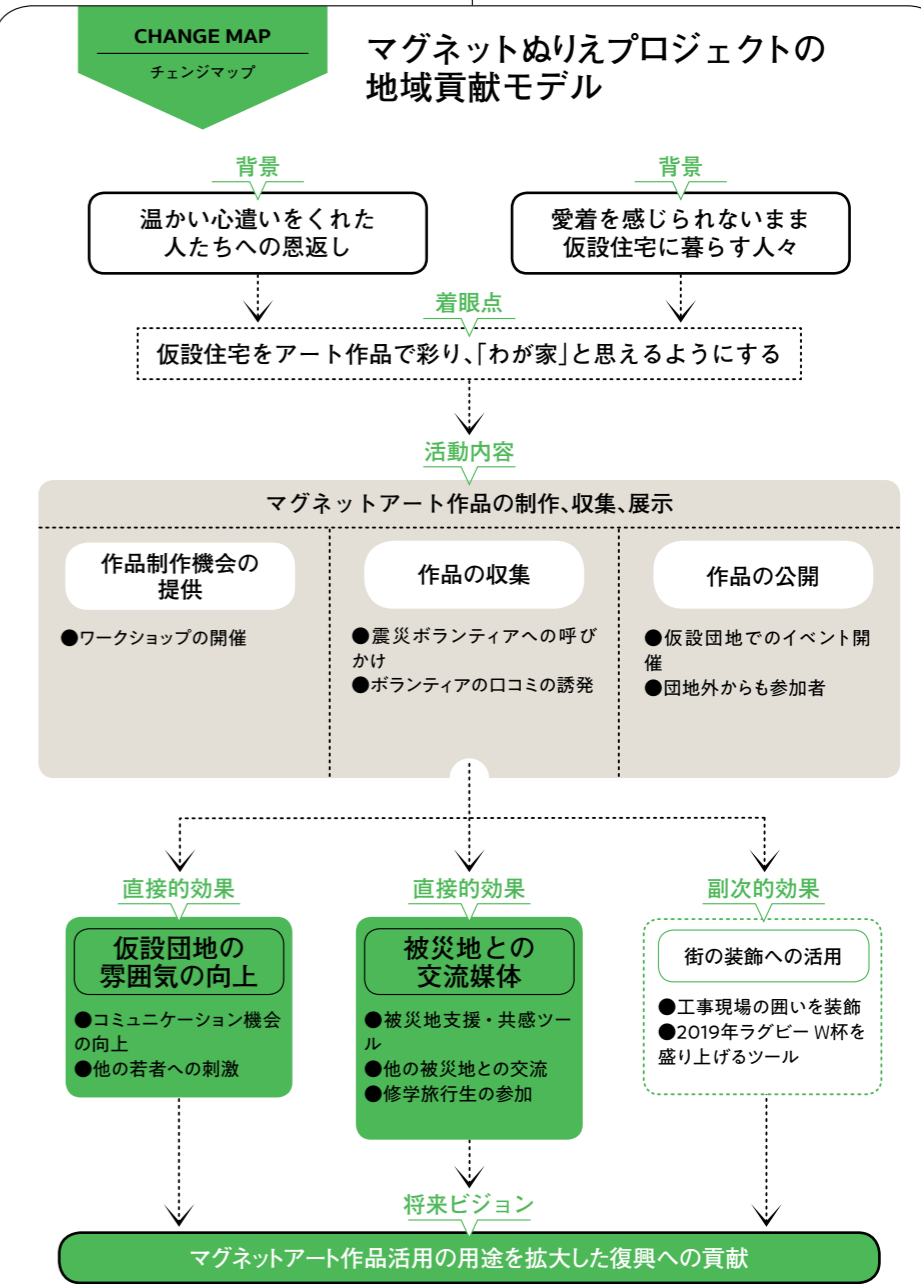 CHANGE MAP
チェンジマップ
マグネットぬりえプロジェクトの
地域貢献モデル
背景
温かい心遣いをくれた
人たちへの恩返し
背景
愛着を感じられないまま
仮設住宅に暮らす人々
着眼点
仮設住宅をアート作品で彩り、「わが家」と思えるようにする
活動内容
マグネットアート作品の制作、収集、展示
作品制作機会の
提供
●ワークショップの開催
作品の収集
●震災ボランティアへの呼び
かけ
●ボランティアの口コミの誘発
作品の公開
●仮設団地でのイベント開
催
●団地外からも参加者
直接的効果
仮設団地の
雰囲気の向上
●コミュニケーション機会
の向上
●他の若者への刺激
直接的効果
被災地との
交流媒体
●被災地支援・共感ツー
ル
●他の被災地との交流
●修学旅行生の参加
副次的効果
街の装飾への活用
●工事現場の囲いを装飾
●2019年ラグビー W杯を
盛り上げるツール
将来ビジョン
マグネットアート作品活用の用途を拡大した復興への貢献